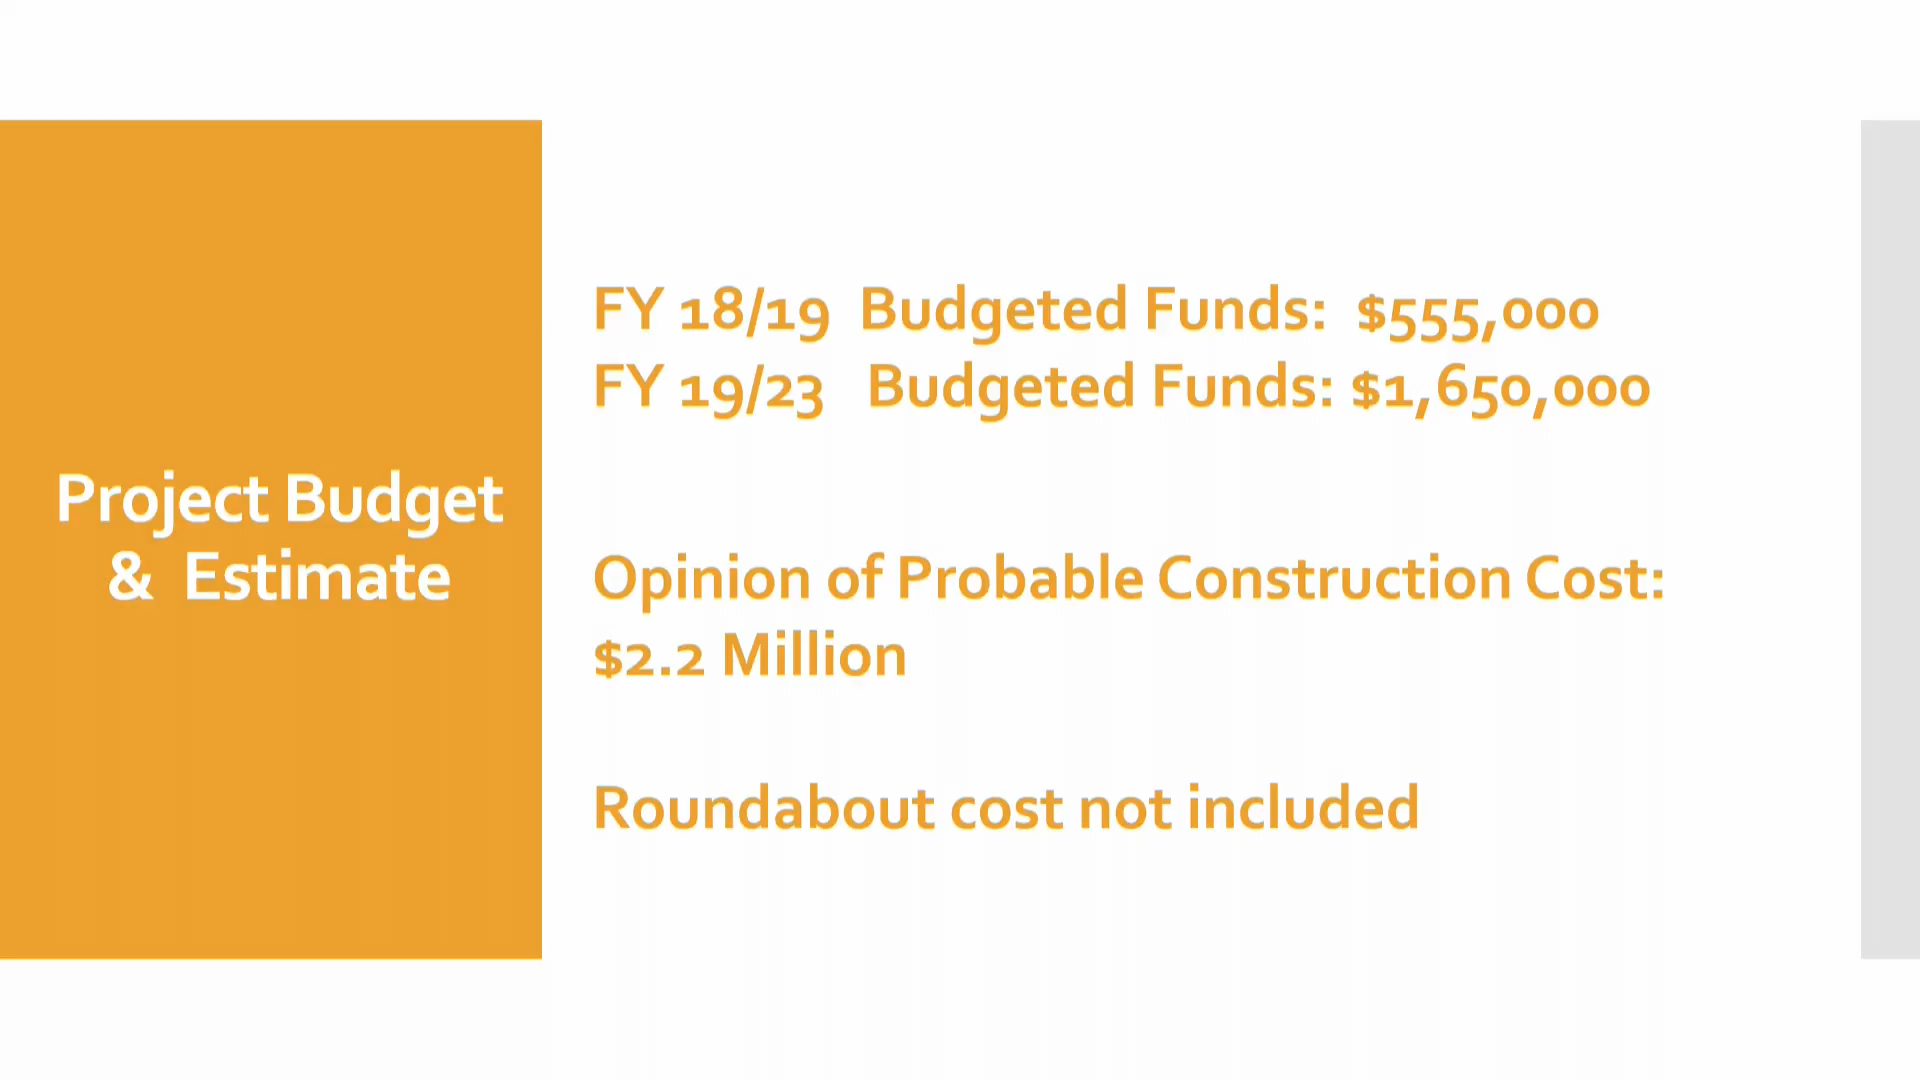 Project Budget
& Estimate
FY 18/19 Budgeted Funds: $555,000
FY 19/23 Budgeted Funds: $1,650,000
Opinion of Probable Construction Cost:
$2.2 Million
Roundabout cost not included